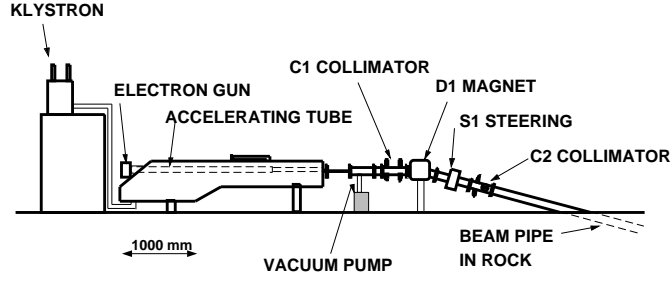 KLYSTRON
ELECTRON GUN
ACCELERATING TUBE
C1 COLLIMATOR
D1 MAGNET
S1 STEERING
C2 COLLIMATOR
1000 mm
VACUUM PUMP
BEAM PIPE
IN ROCK